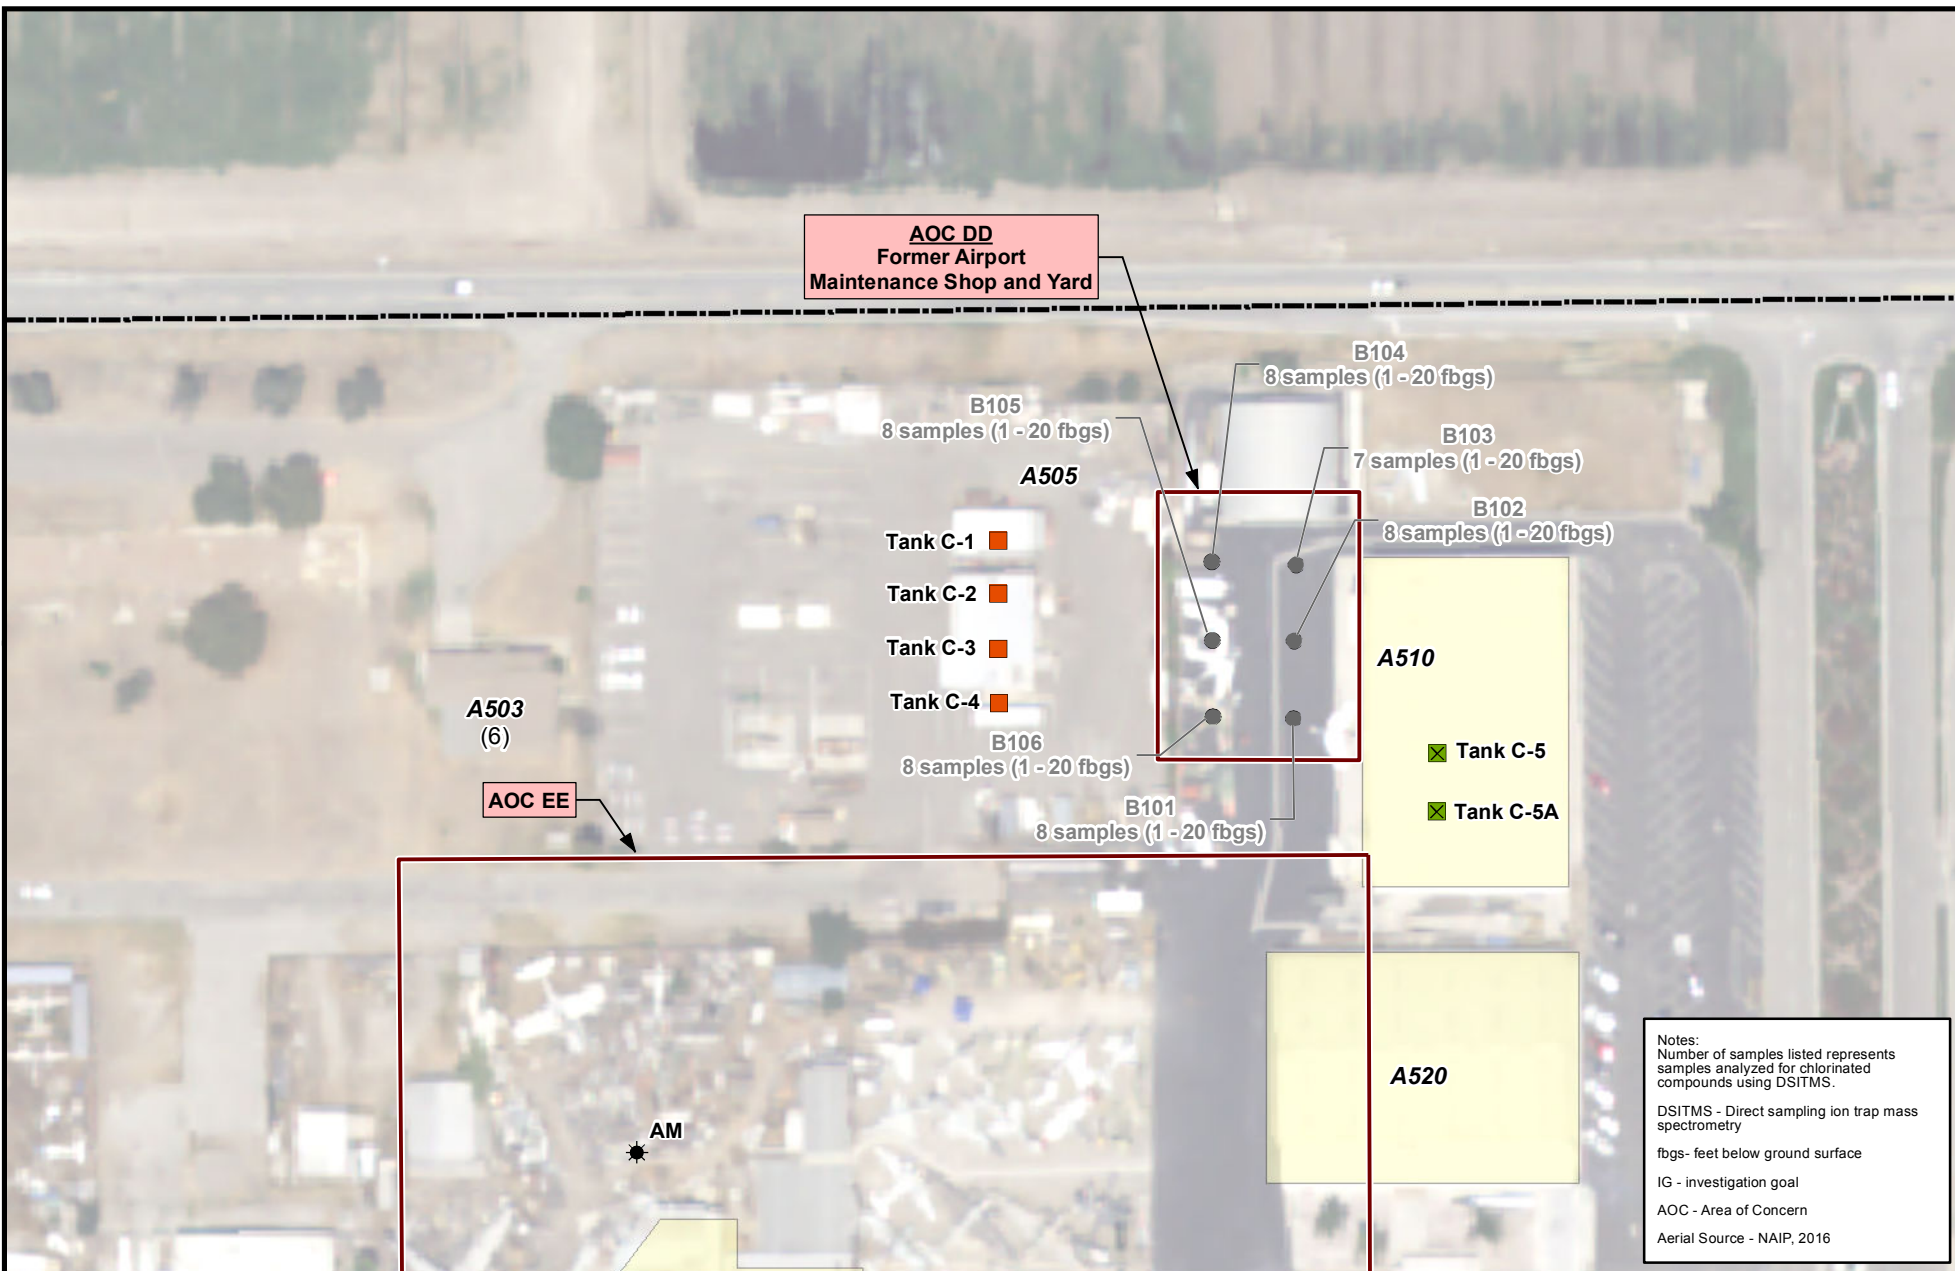 AOC DD
Former Airport
Maintenance Shop and Yard
B104
8 samples (1 - 20 fbgs)
B105
8 samples (1 - 20 fbgs)
B103
7 samples (1 - 20 fbgs)
A505
B102
8 samples (1 - 20 fbgs)
Tank C-1
Tank C-2
Tank C-3
A510
Tank C-4
A503
(6)
B106
8 samples (1 - 20 fbgs)
Tank C-5
AOC EE
B101
8 samples (1 - 20 fbgs)
Tank C-5A
A520
AM
Notes:
Number of samples listed represents
samples analyzed for chlorinated
compounds using DSITMS.
DSITMS - Direct sampling ion trap mass
spectrometry
fbgs- feet below ground surface
IG - investigation goal
AOC - Area of Concern
Aerial Source - NAIP, 2016